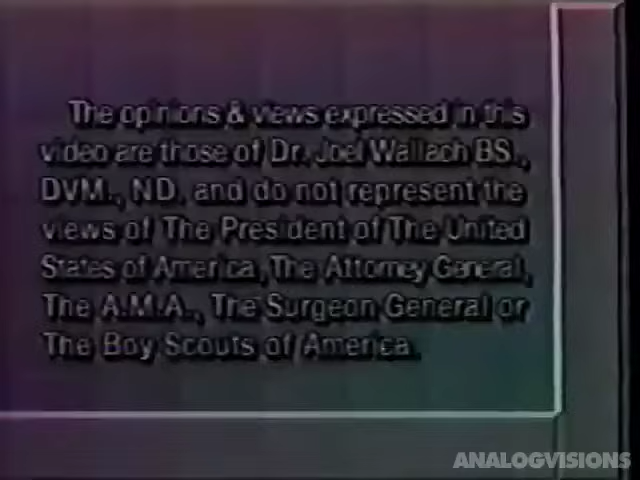 The opinions & views expressed in this
video are those of Dr. Joel Wallach BS.,
DVM., ND. and do not represent the
views of The President of The United
States of America, The Attorney General,
The A.M.A., The Surgeon General or
The Boy Scouts of America.
ANALOGVISIONS